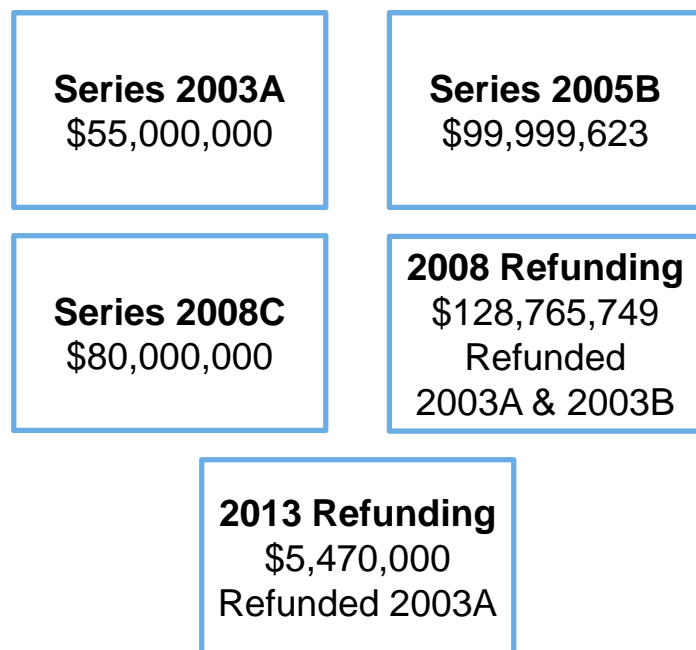 Series 2003A
$55,000,000
Series 2005B
$99,999,623
Series 2008C
$80,000,000
2008 Refunding
$128,765,749
Refunded
2003A & 2003B
2013 Refunding
$5,470,000
Refunded 2003A